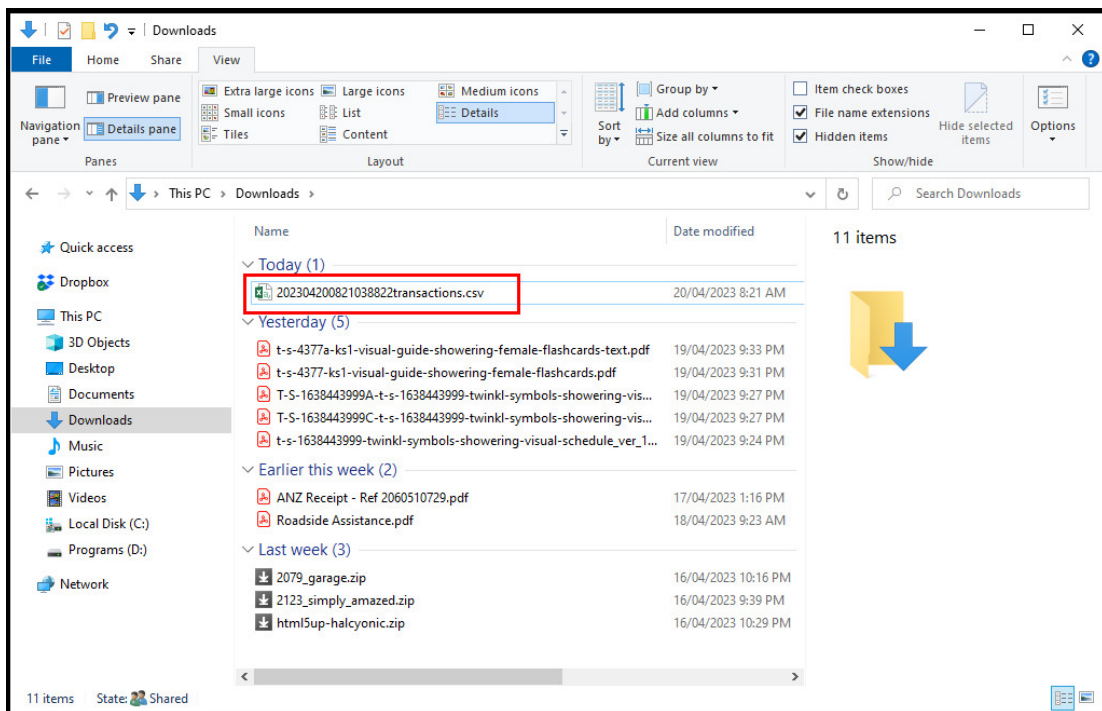 Downloads
File Home Share View
Preview pane
Details pane
Navigation pane
Panes
Extra large icons Large icons Medium icons
Small icons List Details
Tiles Content
Layout
Sort by
Group by
Add columns
Size all columns to fit
Current view
Item check boxes
File name extensions
Hidden items
Hide selected items
Show/hide
Options
This PC > Downloads >
Search Downloads
Quick access
Dropbox
This PC
3D Objects
Desktop
Documents
Downloads
Music
Pictures
Videos
Local Disk (C:)
Programs (D:)
Network
Name Date modified
Today (1)
202304200821038822transactions.csv 20/04/2023 8:21 AM
Yesterday (5)
t-s-4377a-ks1-visual-guide-showering-female-flashcards-text.pdf 19/04/2023 9:33 PM
t-s-4377-ks1-visual-guide-showering-female-flashcards.pdf 19/04/2023 9:31 PM
T-S-1638443999A-t-s-1638443999-twinkl-symbols-showering-vis... 19/04/2023 9:27 PM
T-S-1638443999C-t-s-1638443999-twinkl-symbols-showering-vis... 19/04/2023 9:27 PM
t-s-1638443999-twinkl-symbols-showering-visual-schedule_ver_1... 19/04/2023 9:24 PM
Earlier this week (2)
ANZ Receipt - Ref 2060510729.pdf 17/04/2023 1:16 PM
Roadside Assistance.pdf 18/04/2023 9:23 AM
Last week (3)
2079_garage.zip 16/04/2023 10:16 PM
2123_simply_amazed.zip 16/04/2023 9:39 PM
html5up-halcyonic.zip 16/04/2023 10:29 PM
11 items
11 items State: Shared